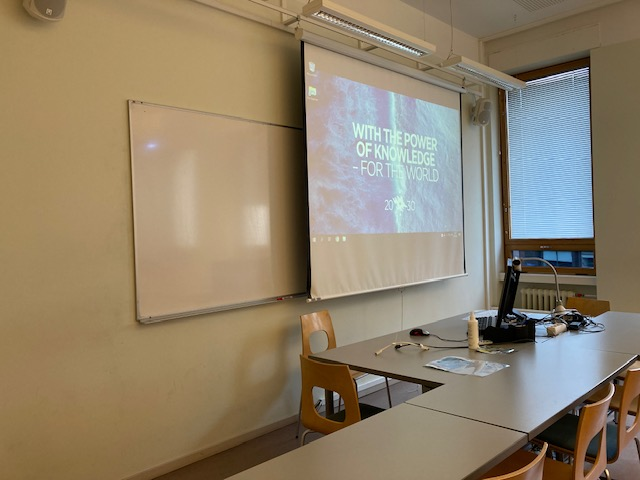 WITH THE POWER
OF KNOWLEDGE
– FOR THE WORLD